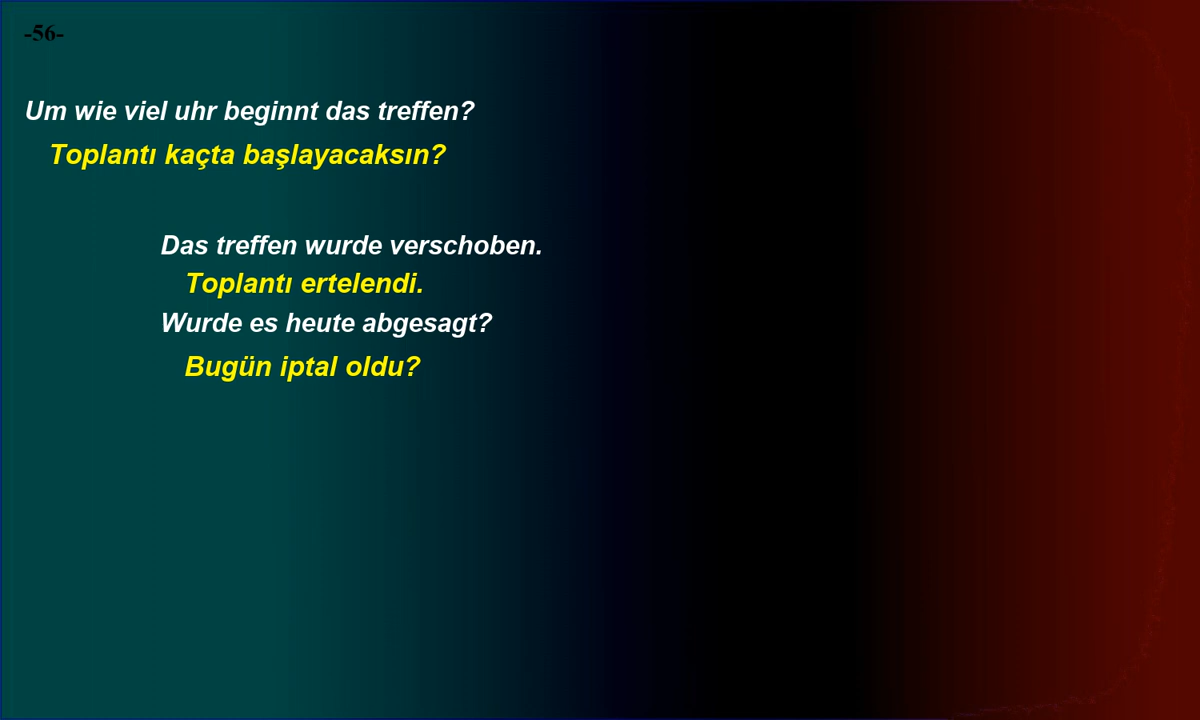 -56-
Um wie viel uhr beginnt das treffen?
Toplantı kaçta başlayacaksın?
Das treffen wurde verschoben.
Toplantı ertelendi.
Wurde es heute abgesagt?
Bugün iptal oldu?